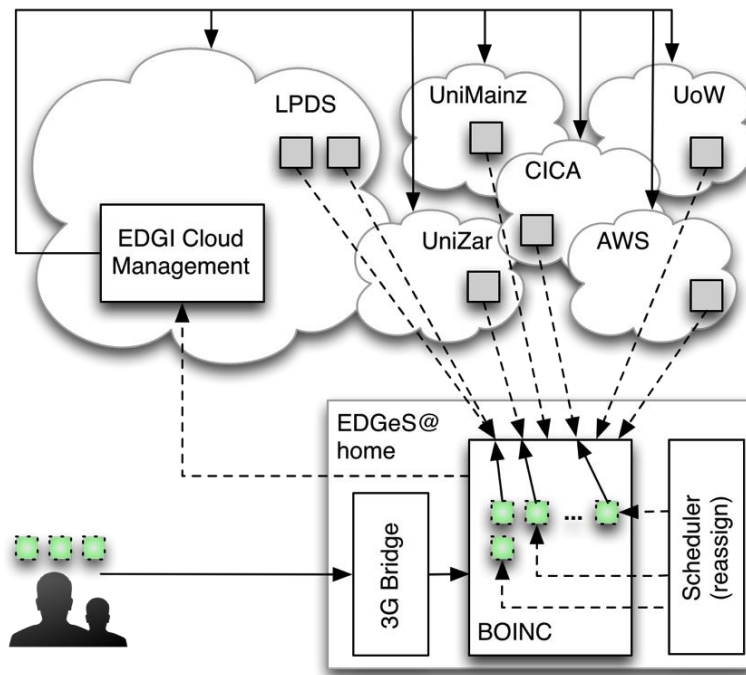 LPDS
UniMainz
UoW
CICA
EDGI Cloud
Management
UniZar
AWS
EDGeS@
home
3G Bridge
...
BOINC
Scheduler
(reassign)